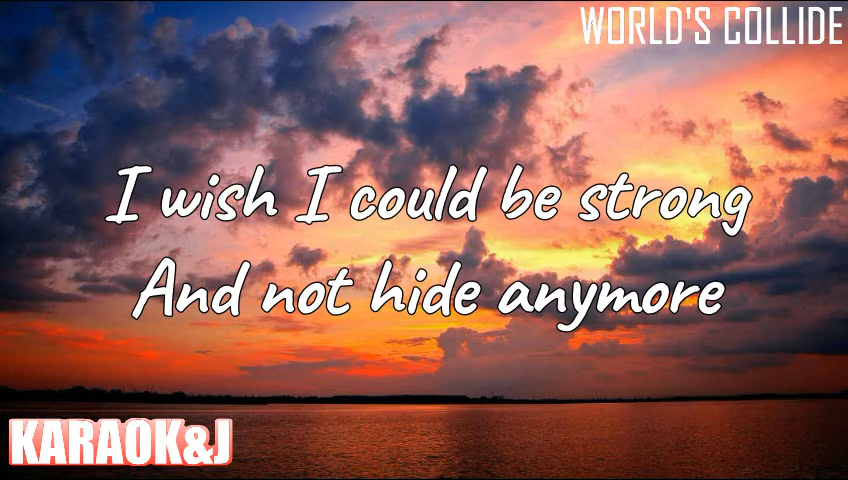 WORLD'S COLLIDE
I wish I could be strong
And not hide anymore
KARAOK&J